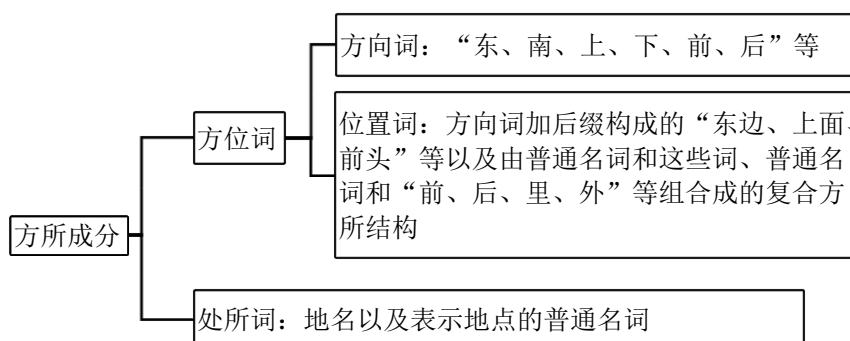 方向词：“东、南、上、下、前、后”等
方位词
位置词：方向词加后缀构成的“东边、上面、
前头”等以及由普通名词和这些词、普通名
词和“前、后、里、外”等组合成的复合方
所结构
方所成分
处所词：地名以及表示地点的普通名词